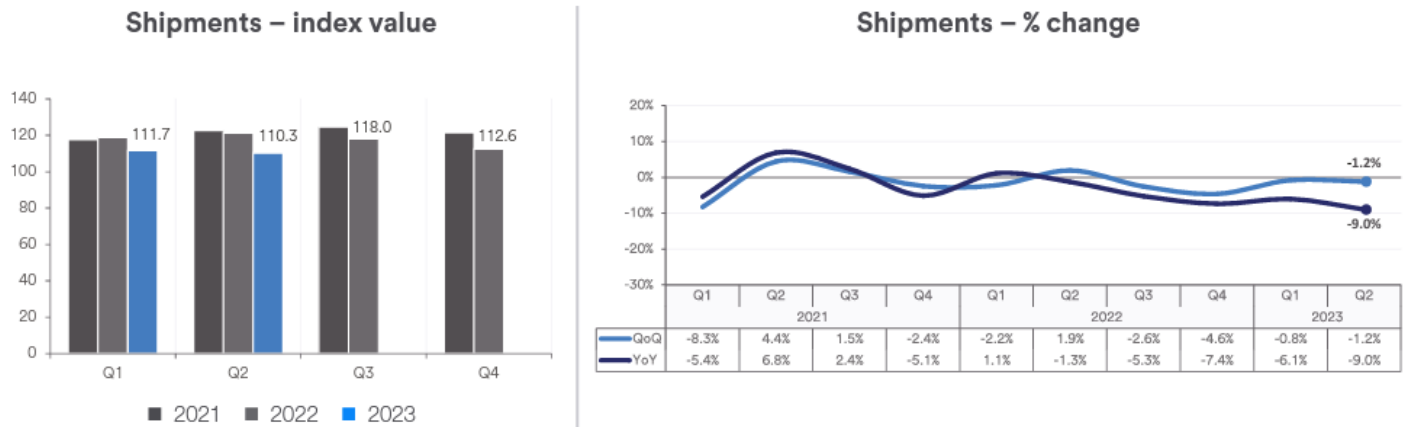 Shipments – index value
140
120
100
80
60
40
20
0
111.7
110.3
118.0
112.6
Q1 Q2 Q3 Q4
2021 2022 2023
Shipments – % change
20%
10%
0%
-10%
-20%
-30%
-1.2%
-9.0%
Q1 Q2 Q3 Q4 Q1 Q2 Q3 Q4 Q1 Q2
2021 2022 2023
QoQ -8.3% 4.4% 1.5% -2.4% -2.2% 1.9% -2.6% -4.6% -0.8% -1.2%
YoY -5.4% 6.8% 2.4% -5.1% 1.1% -1.3% -5.3% -7.4% -6.1% -9.0%